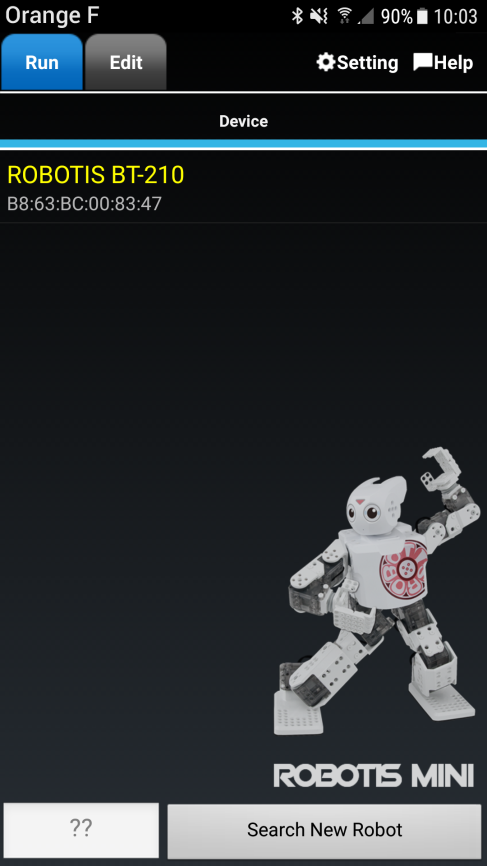 Orange F 90% 10:03
Run Edit Setting Help
Device
ROBOTIS BT-210
B8:63:BC:00:83:47
ROBOTIS MINI
?? Search New Robot